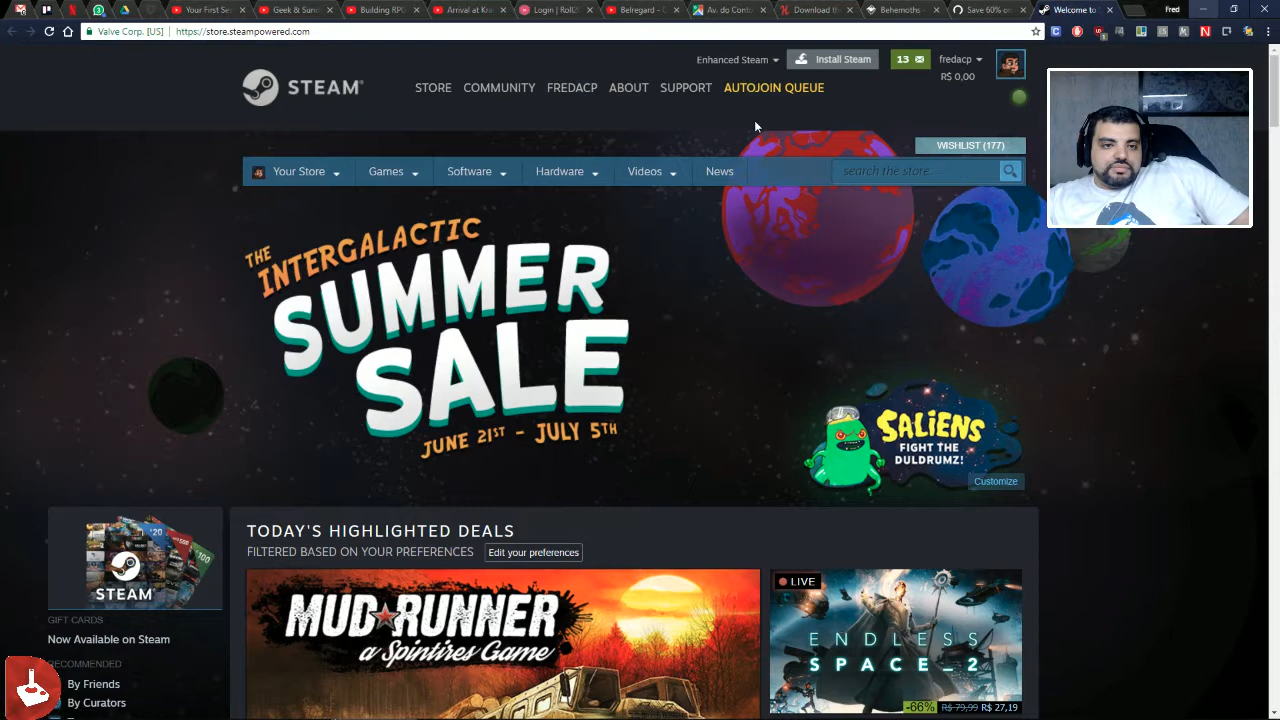 Your First Se
Geek & Sund
Building RPG
Arrival at Kra
Login | Roll2
Belregard - C
Av. do Conto
Download th
Behemoths -
Save 60% o
Welcome to
Fred
Valve Corp. [US] https://store.steampowered.com
Enhanced Steam
Install Steam
13
fredacp
R$ 0,00
STEAM®
STORE COMMUNITY FREDACP ABOUT SUPPORT AUTOJOIN QUEUE
WISHLIST (177)
Your Store Games Software Hardware Videos News
search the store
THE INTERGALACTIC
SUMMER
SALE
JUNE 21ST - JULY 5TH
SALIENS
FIGHT THE
DULDRUMZ!
Customize
$20
100
STEAM
GIFT CARDS
Now Available on Steam
RECOMMENDED
By Friends
By Curators
TODAY'S HIGHLIGHTED DEALS
FILTERED BASED ON YOUR PREFERENCES Edit your preferences
MUDRUNNER
a Spintires Game
LIVE
ENDLESS
SPACE_2
-66% R$ 79,99 R$ 27,19